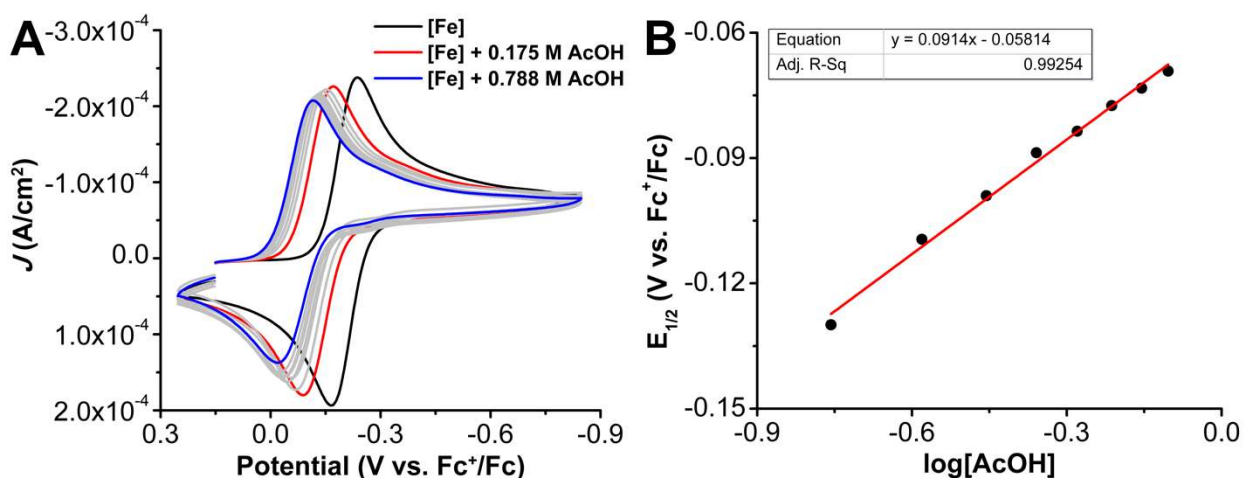 A
[Fe]
[Fe] + 0.175 M AcOH
[Fe] + 0.788 M AcOH
-3.0x10⁻⁴
-2.0x10⁻⁴
-1.0x10⁻⁴
0.0
1.0x10⁻⁴
2.0x10⁻⁴
J (A/cm²)
0.3 0.0 -0.3 -0.6 -0.9
Potential (V vs. Fc⁺/Fc)
B
Equation y = 0.0914x - 0.05814
Adj. R-Sq 0.99254
-0.06
-0.09
-0.12
-0.15
E₁/₂ (V vs. Fc⁺/Fc)
-0.9 -0.6 -0.3 0.0
log[AcOH]